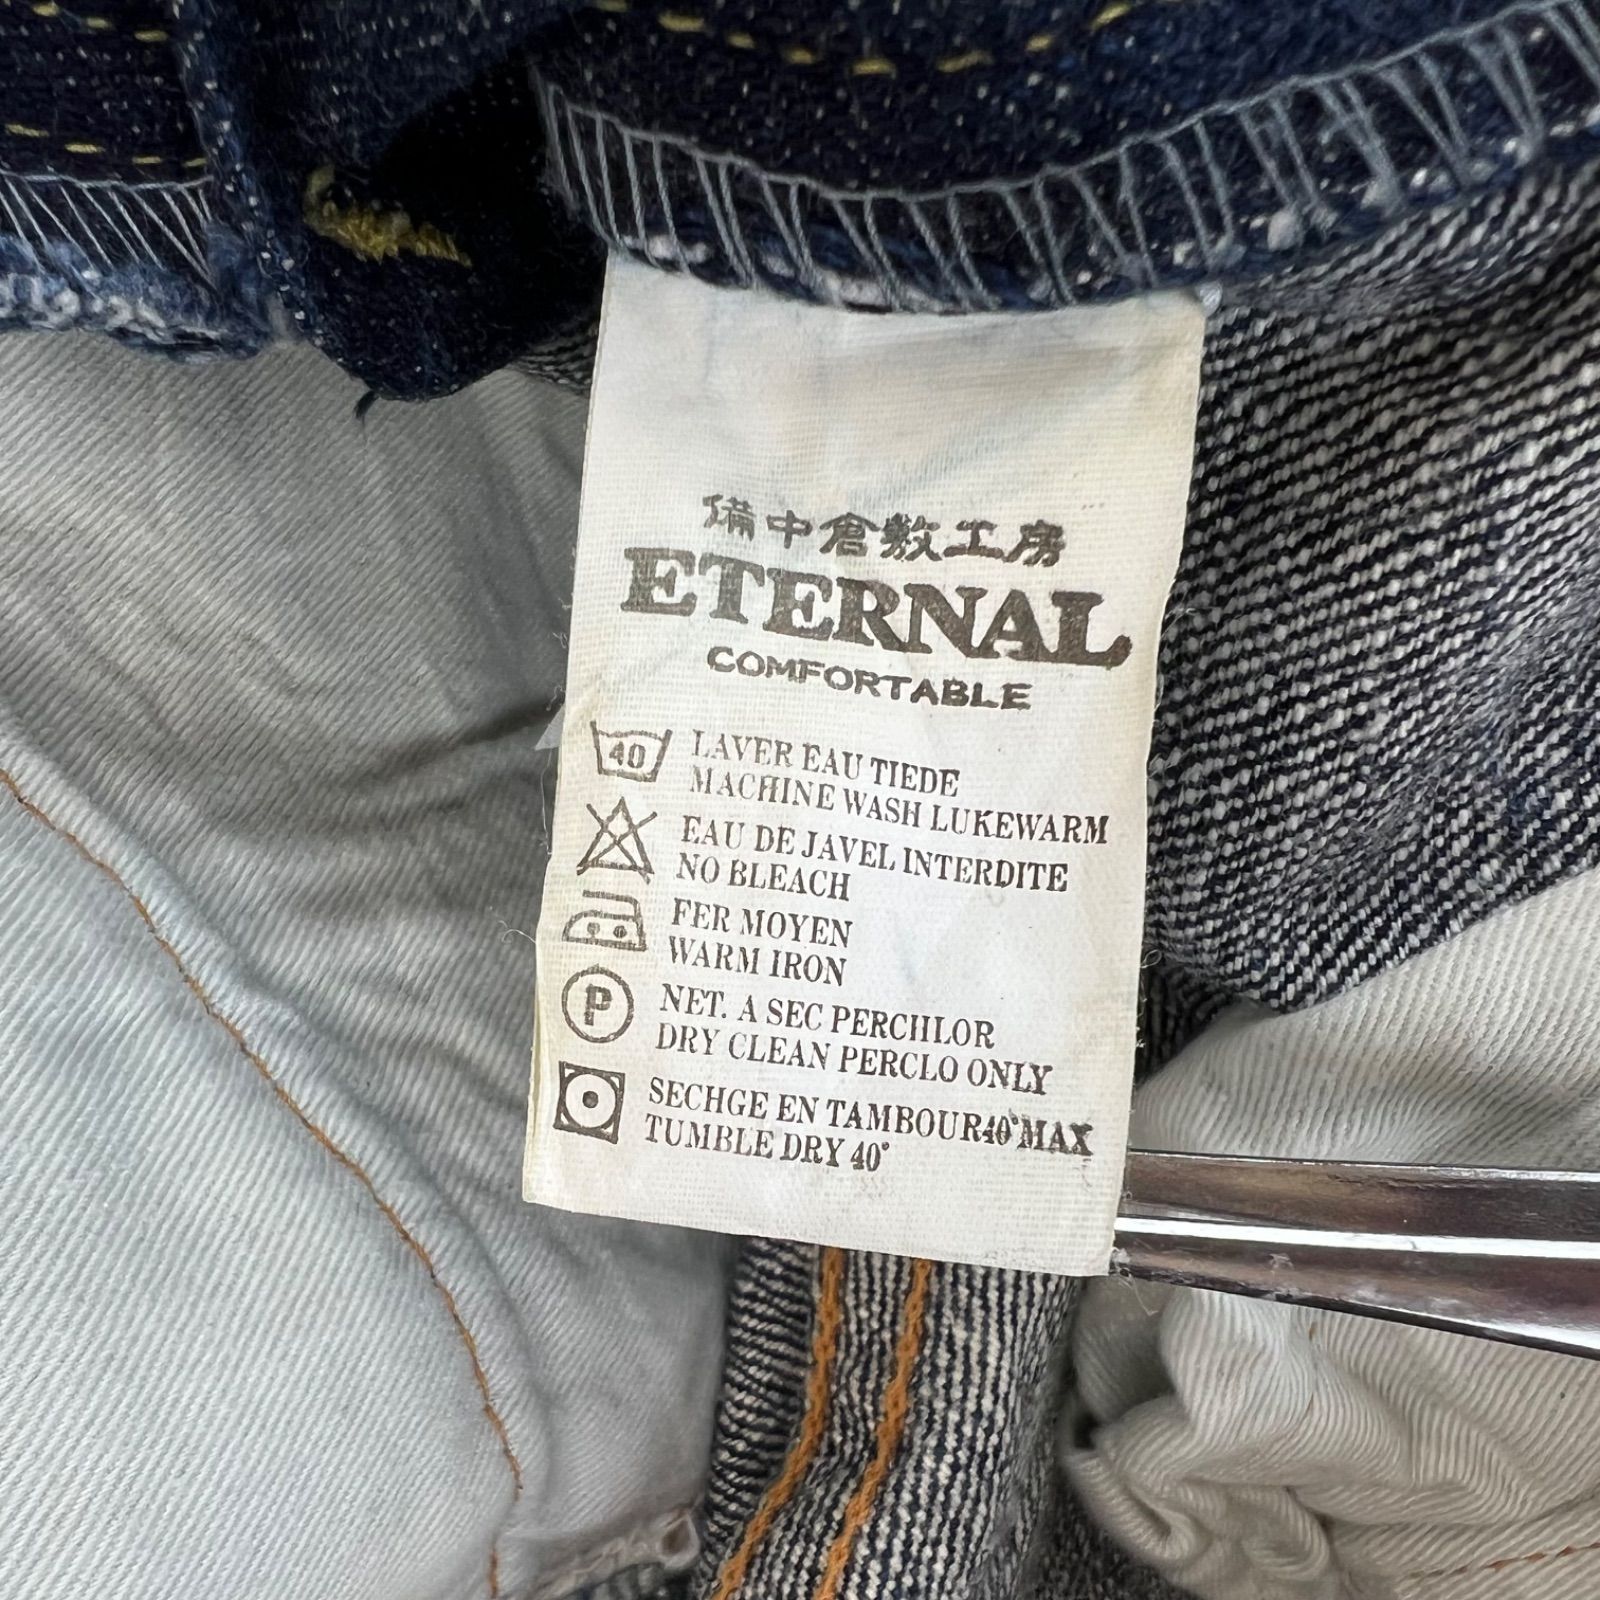 備中倉敷工房
ETERNAL
COMFORTABLE
40 LAVER EAU TIEDE
MACHINE WASH LUKEWARM
EAU DE JAVEL INTERDITE
NO BLEACH
FER MOYEN
WARM IRON
P NET. A SEC PERCHLOR
DRY CLEAN PERCLO ONLY
SECHGE EN TAMBOUR40°MAX
TUMBLE DRY 40°